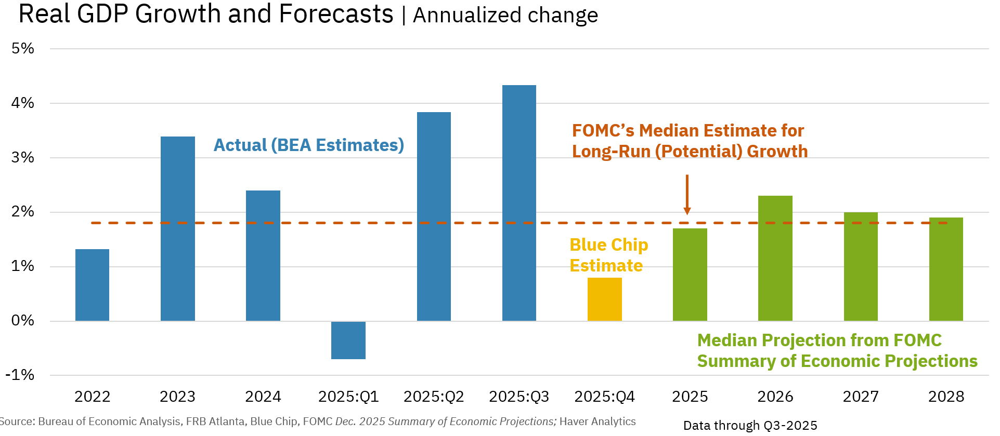 Real GDP Growth and Forecasts | Annualized change
5%
4%
3%
2%
1%
0%
-1%
Actual (BEA Estimates)
FOMC’s Median Estimate for
Long-Run (Potential) Growth
Blue Chip
Estimate
Median Projection from FOMC
Summary of Economic Projections
2022 2023 2024 2025:Q1 2025:Q2 2025:Q3 2025:Q4 2025 2026 2027 2028
Source: Bureau of Economic Analysis, FRB Atlanta, Blue Chip, FOMC Dec. 2025 Summary of Economic Projections; Haver Analytics
Data through Q3-2025